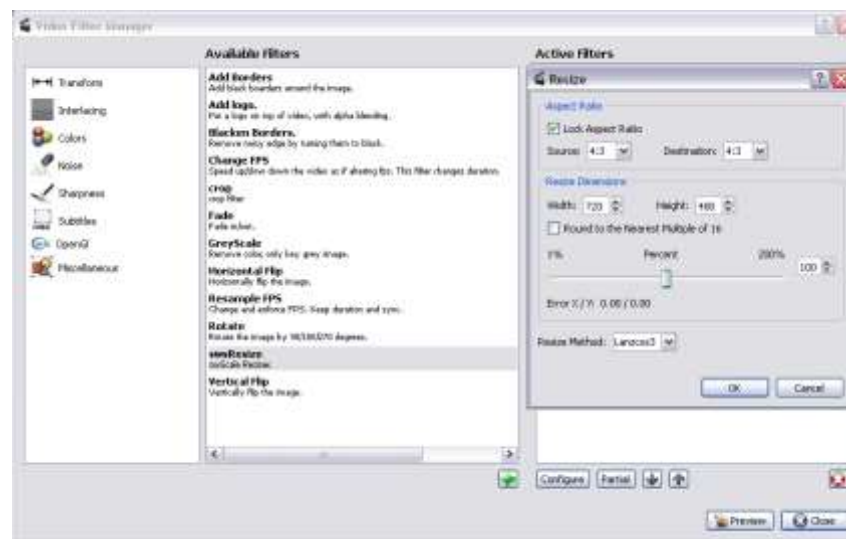 Video Filter Manager
Available Filters
Active Filters
Transform
Interlacing
Colors
Noise
Sharpness
Subtitles
OpenGl
Miscellaneous
Add Borders
Add black boarders around the image.
Add logo.
Put a logo on top of video, with alpha blending.
Blacken Borders.
Remove noisy edge by turning them to black.
Change FPS
Speed up/slow down the video as if altering fps. This filter changes duration.
crop
crop filter
Fade
Fade in/out.
GreyScale
Remove color, only keep grey image.
Horizontal Flip
Horizontally flip the image.
Resample FPS
Change and enforce FPS. Keep duration and sync.
Rotate
Rotate the image by 90/180/270 degrees.
swsResize
swScale Resizer.
Vertical Flip
Vertically flip the image.
Resize
Aspect Ratio
Lock Aspect Ratio
Source: 4:3 Destination: 4:3
Resize Dimensions
Width: 720 Height: 480
Round to the Nearest Multiple of 16
1% Percent 200%
100
Error X / Y: 0.00 / 0.00
Resize Method: Lanczos3
OK Cancel
Configure Partial
Preview Close